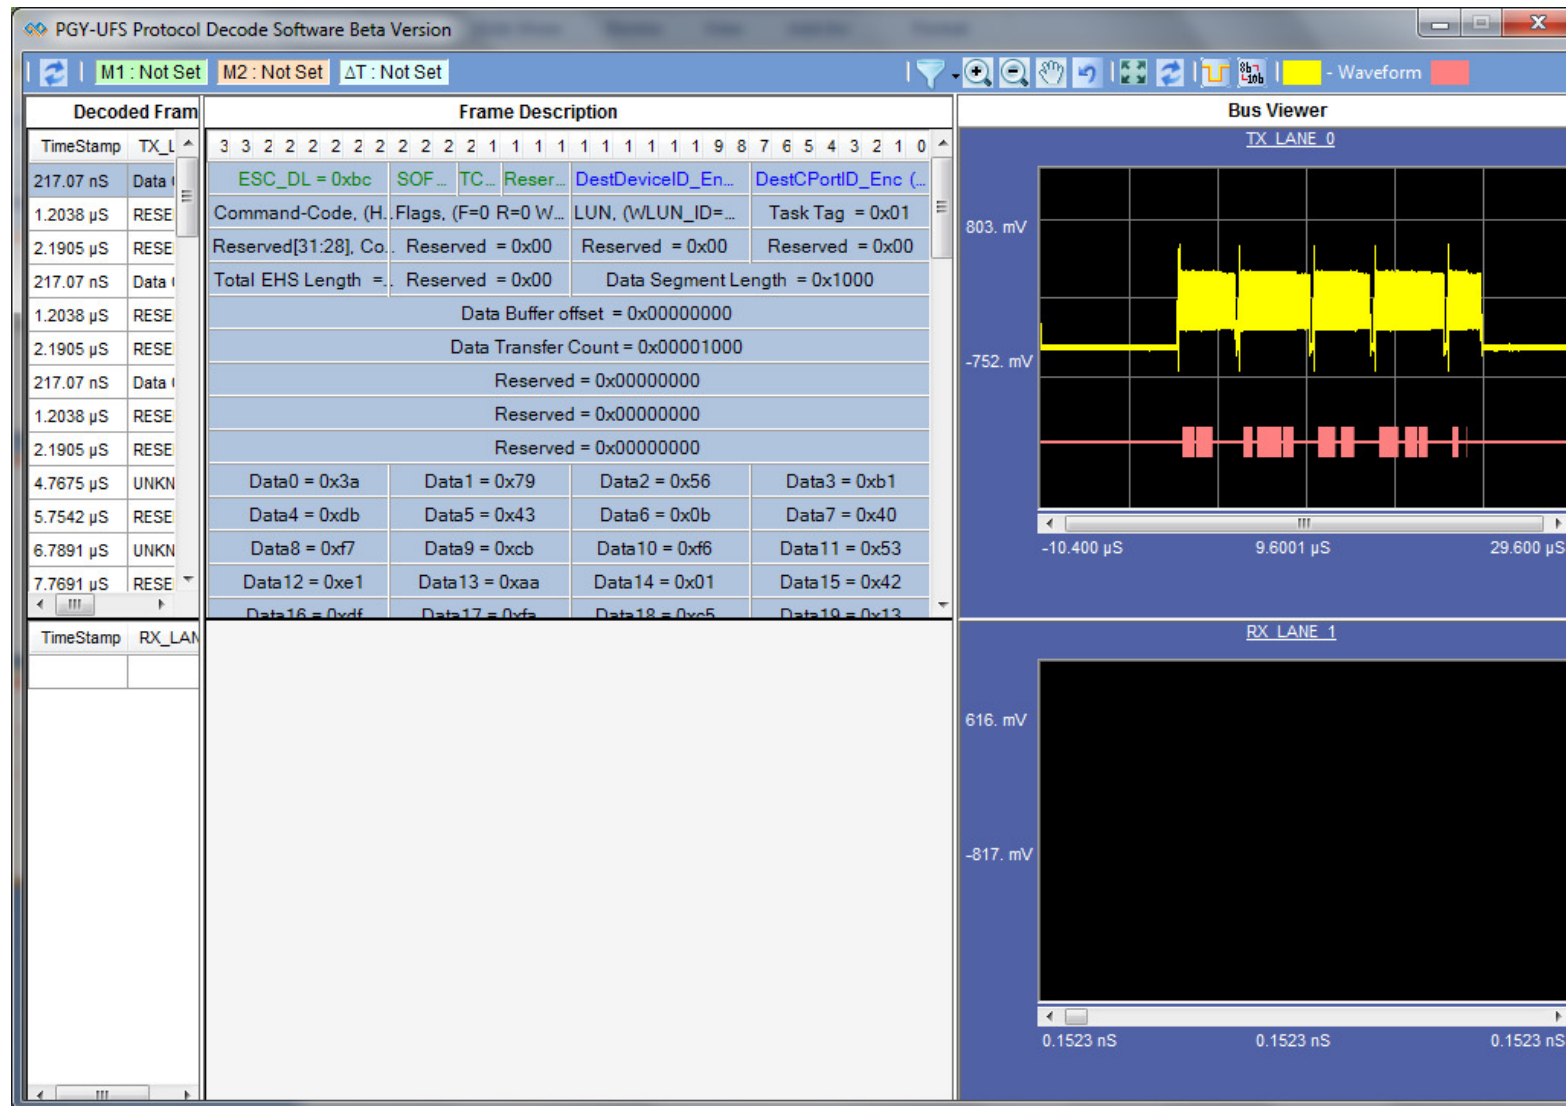 PGY-UFS Protocol Decode Software Beta Version
M1 : Not Set M2 : Not Set ΔT : Not Set - Waveform
Decoded Fram Frame Description Bus Viewer
TimeStamp TX_L 3 3 2 2 2 2 2 2 2 2 2 2 1 1 1 1 1 1 1 1 1 1 9 8 7 6 5 4 3 2 1 0 TX_LANE_0
217.07 nS Data ESC_DL = 0xbc SOF... TC... Reser... DestDeviceID_En... DestCPortID_Enc (...
1.2038 µS RESE Command-Code, (H.. Flags, (F=0 R=0 W... LUN, (WLUN_ID=... Task Tag = 0x01
803. mV
2.1905 µS RESE Reserved[31:28], Co.. Reserved = 0x00 Reserved = 0x00 Reserved = 0x00
217.07 nS Data Total EHS Length =.. Reserved = 0x00 Data Segment Length = 0x1000
1.2038 µS RESE Data Buffer offset = 0x00000000
2.1905 µS RESE Data Transfer Count = 0x00001000
-752. mV
217.07 nS Data Reserved = 0x00000000
1.2038 µS RESE Reserved = 0x00000000
2.1905 µS RESE Reserved = 0x00000000
4.7675 µS UNKN Data0 = 0x3a Data1 = 0x79 Data2 = 0x56 Data3 = 0xb1
5.7542 µS RESE Data4 = 0xdb Data5 = 0x43 Data6 = 0x0b Data7 = 0x40
6.7891 µS UNKN Data8 = 0xf7 Data9 = 0xcb Data10 = 0xf6 Data11 = 0x53
-10.400 µS 9.6001 µS 29.600 µS
7.7691 µS RESE Data12 = 0xe1 Data13 = 0xaa Data14 = 0x01 Data15 = 0x42
Data16 = 0xdf Data17 = 0xfa Data18 = 0xc5 Data19 = 0x13
TimeStamp RX_LAN RX_LANE_1
616. mV
-817. mV
0.1523 nS 0.1523 nS 0.1523 nS